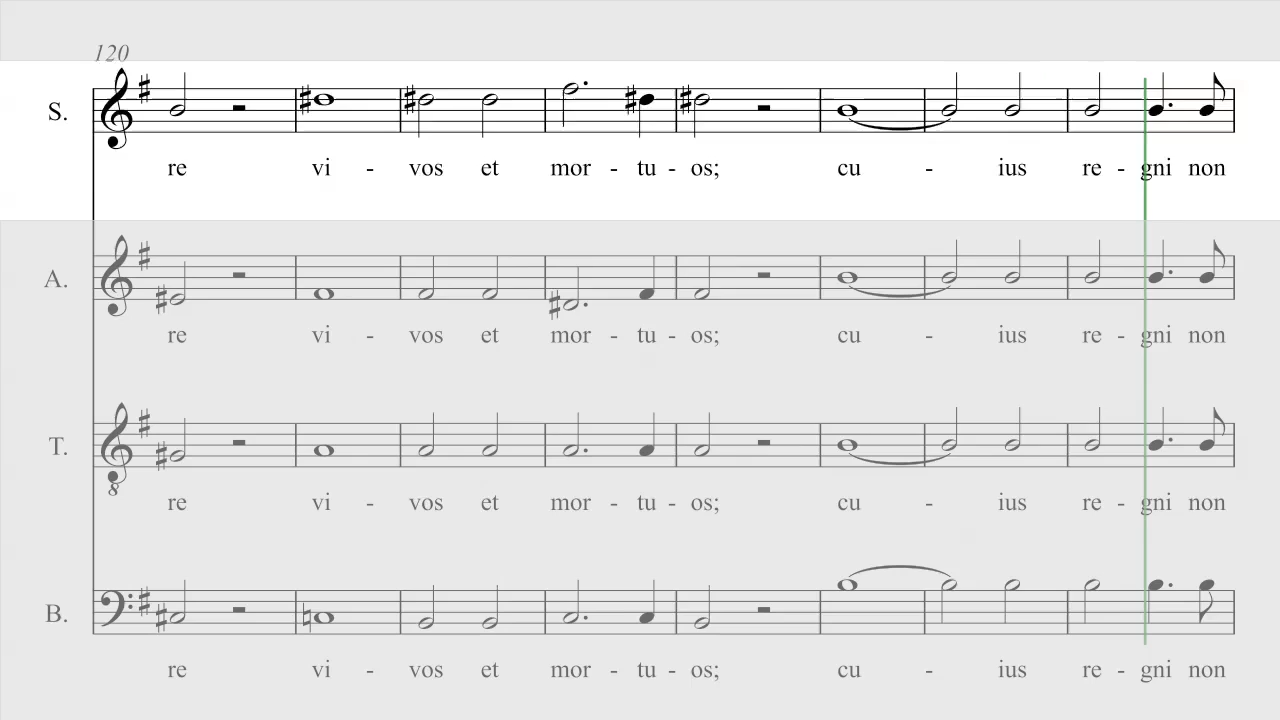 120
S.
re vi - vos et mor - tu - os; cu - ius re - gni non
A.
re vi - vos et mor - tu - os; cu - ius re - gni non
T.
8
re vi - vos et mor - tu - os; cu - ius re - gni non
B.
re vi - vos et mor - tu - os; cu - ius re - gni non